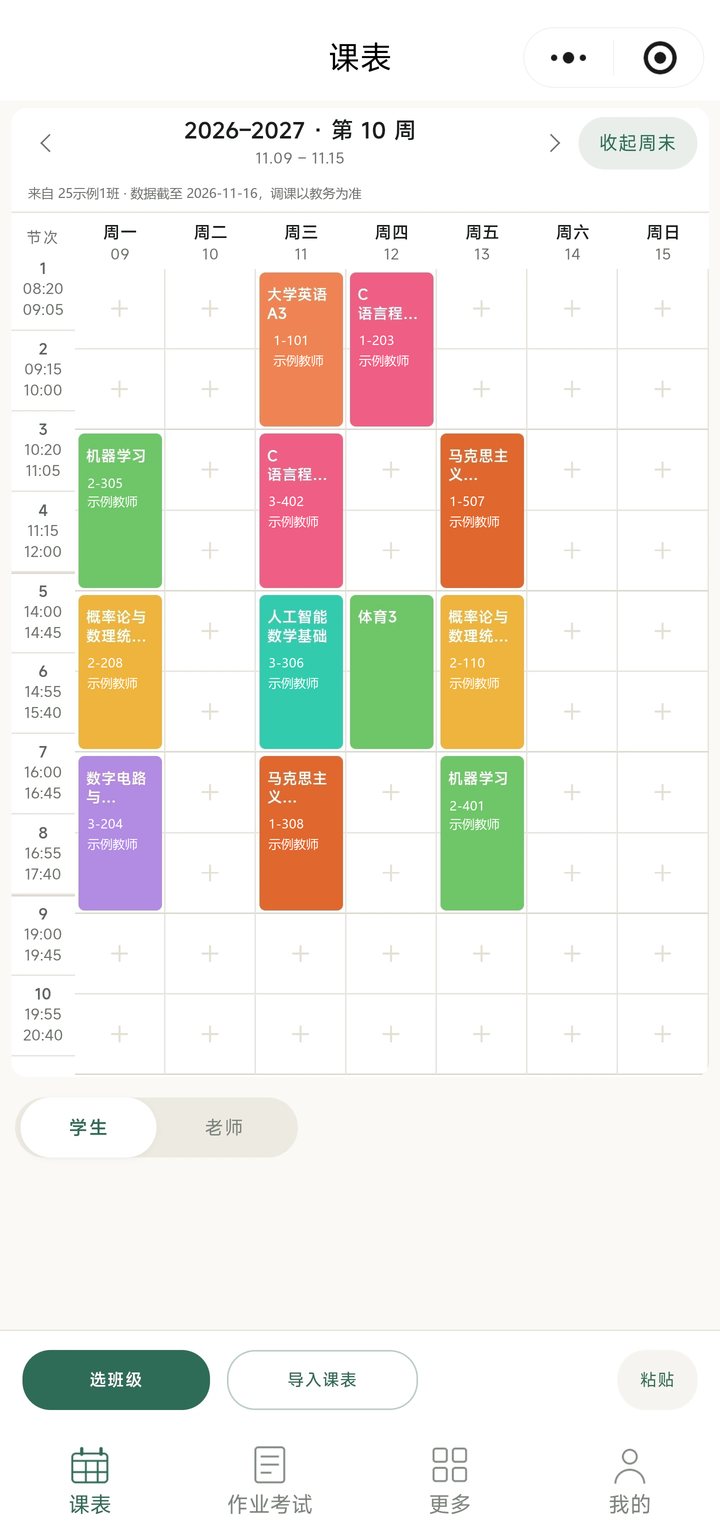 课表
2026–2027 · 第 10 周
11.09 – 11.15
收起周末
来自 25示例1班 · 数据截至 2026-11-16，调课以教务为准
节次
周一
09
周二
10
周三
11
周四
12
周五
13
周六
14
周日
15
1
08:20
09:05
大学英语
A3
1-101
示例教师
C
语言程...
1-203
示例教师
2
09:15
10:00
3
10:20
11:05
机器学习
2-305
示例教师
C
语言程...
3-402
示例教师
马克思主
义...
1-507
示例教师
4
11:15
12:00
5
14:00
14:45
概率论与
数理统...
2-208
示例教师
人工智能
数学基础
3-306
示例教师
体育3
概率论与
数理统...
2-110
示例教师
6
14:55
15:40
7
16:00
16:45
数字电路
与...
3-204
示例教师
马克思主
义...
1-308
示例教师
机器学习
2-401
示例教师
8
16:55
17:40
9
19:00
19:45
10
19:55
20:40
学生
老师
选班级
导入课表
粘贴
课表
作业考试
更多
我的